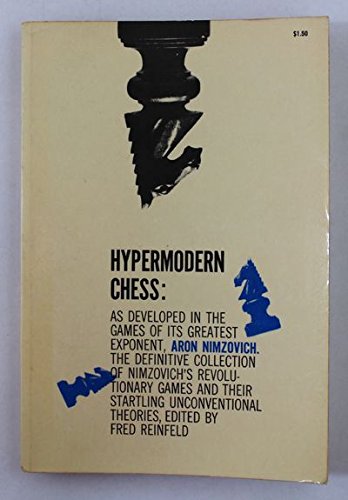 $1.50
HYPERMODERN
CHESS:
AS DEVELOPED IN THE
GAMES OF ITS GREATEST
EXPONENT, ARON NIMZOVICH.
THE DEFINITIVE COLLECTION
OF NIMZOVICH'S REVOLU-
TIONARY GAMES AND THEIR
STARTLING UNCONVENTIONAL
THEORIES, EDITED BY
FRED REINFELD